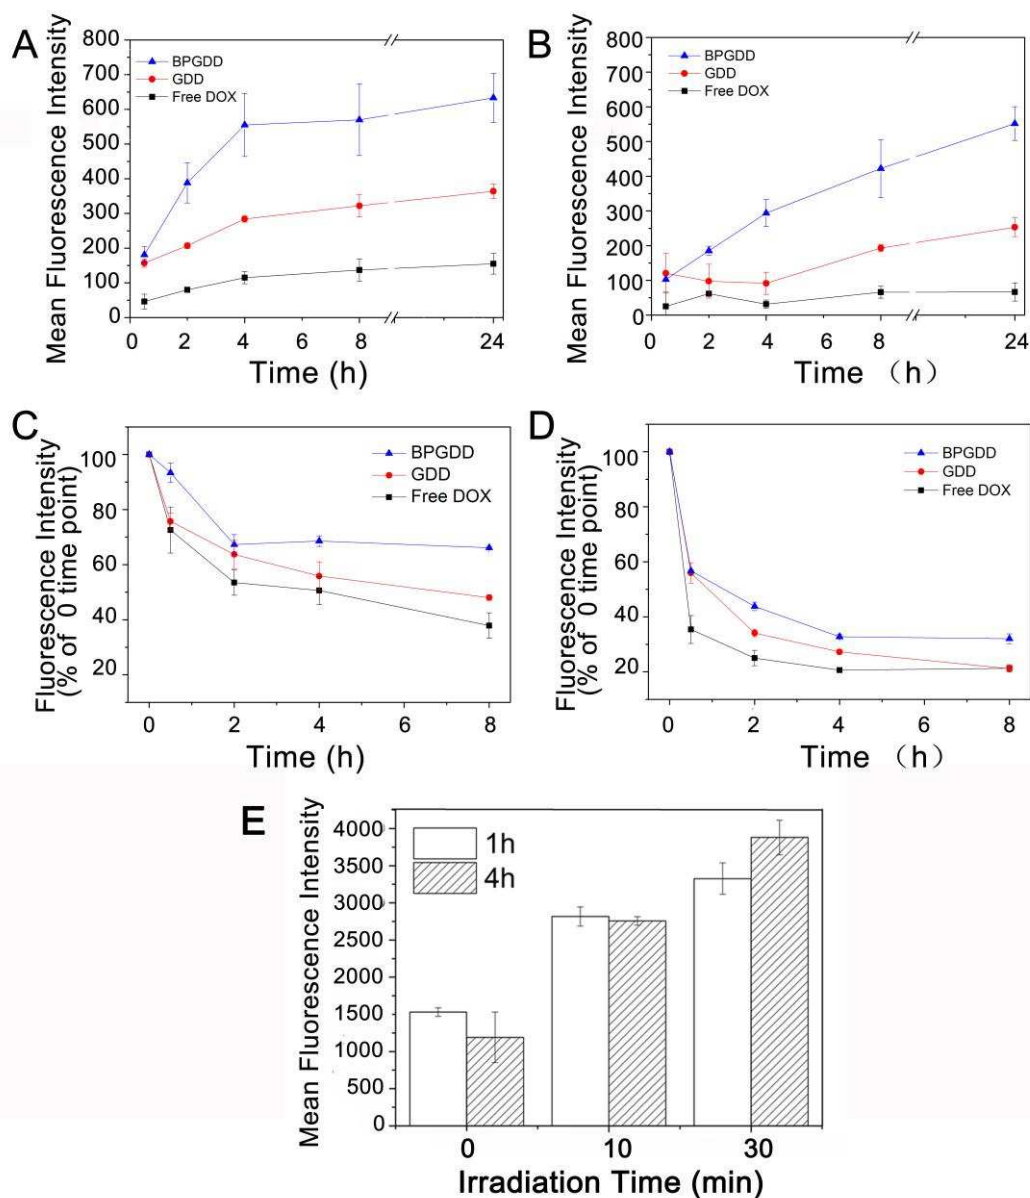 A
Mean Fluorescence Intensity
800
700
600
500
400
300
200
100
0
BPGDD
GDD
Free DOX
0 2 4 6 8 24
Time (h)
B
Mean Fluorescence Intensity
800
700
600
500
400
300
200
100
0
BPGDD
GDD
Free DOX
0 2 4 6 8 24
Time （h）
C
Fluorescence Intensity
(% of 0 time point)
100
80
60
40
20
BPGDD
GDD
Free DOX
0 2 4 6 8
Time (h)
D
Fluorescence Intensity
(% of 0 time point)
100
80
60
40
20
BPGDD
GDD
Free DOX
0 2 4 6 8
Time （h）
E
Mean Fluorescence Intensity
4000
3500
3000
2500
2000
1500
1000
500
0
1h
4h
0 10 30
Irradiation Time (min)